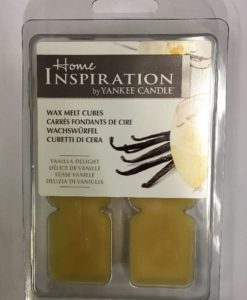 Home
INSPIRATION
by YANKEE CANDLE®
WAX MELT CUBES
CARRÉS FONDANTS DE CIRE
WACHSWÜRFEL
CUBETTI DI CERA
VANILLA DELIGHT
DÉLICE DE VANILLE
SÜSSE VANILLE
DELIZIA DI VANIGLIA